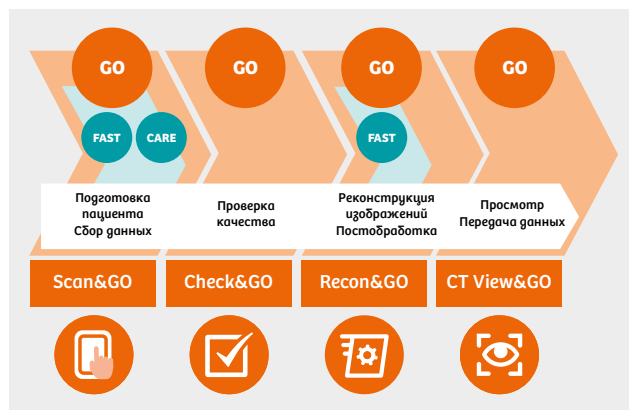 GO
GO
GO
GO
FAST
CARE
FAST
Подготовка
пациента
Сбор данных
Проверка
качества
Реконструкция
изображений
Постобработка
Просмотр
Передача данных
Scan&GO
Check&GO
Recon&GO
CT View&GO